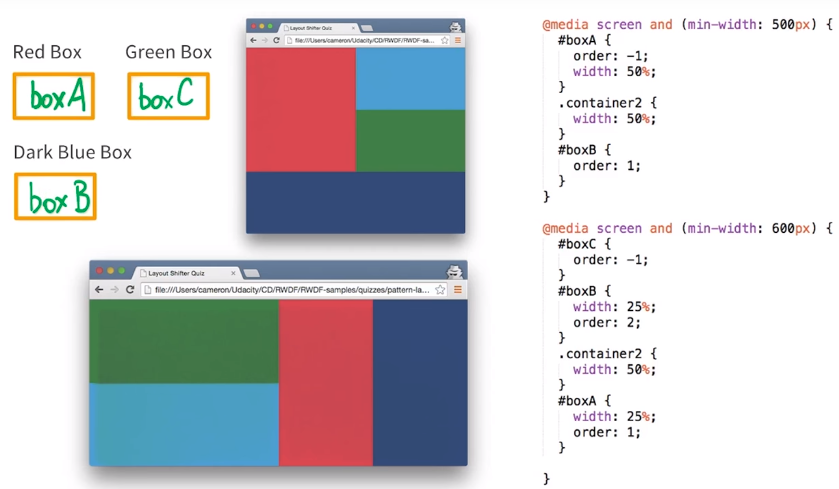 Red Box
Green Box
boxA
boxC
Dark Blue Box
boxB
Layout Shifter Quiz
file:///Users/cameron/Udacity/CD/RWDF/RWDF-sa...
Layout Shifter Quiz
file:///Users/cameron/Udacity/CD/RWDF/RWDF-samples/quizzes/pattern-la...
@media screen and (min-width: 500px) {
#boxA {
order: -1;
width: 50%;
}
.container2 {
width: 50%;
}
#boxB {
order: 1;
}
}
@media screen and (min-width: 600px) {
#boxC {
order: -1;
}
#boxB {
width: 25%;
order: 2;
}
.container2 {
width: 50%;
}
#boxA {
width: 25%;
order: 1;
}
}